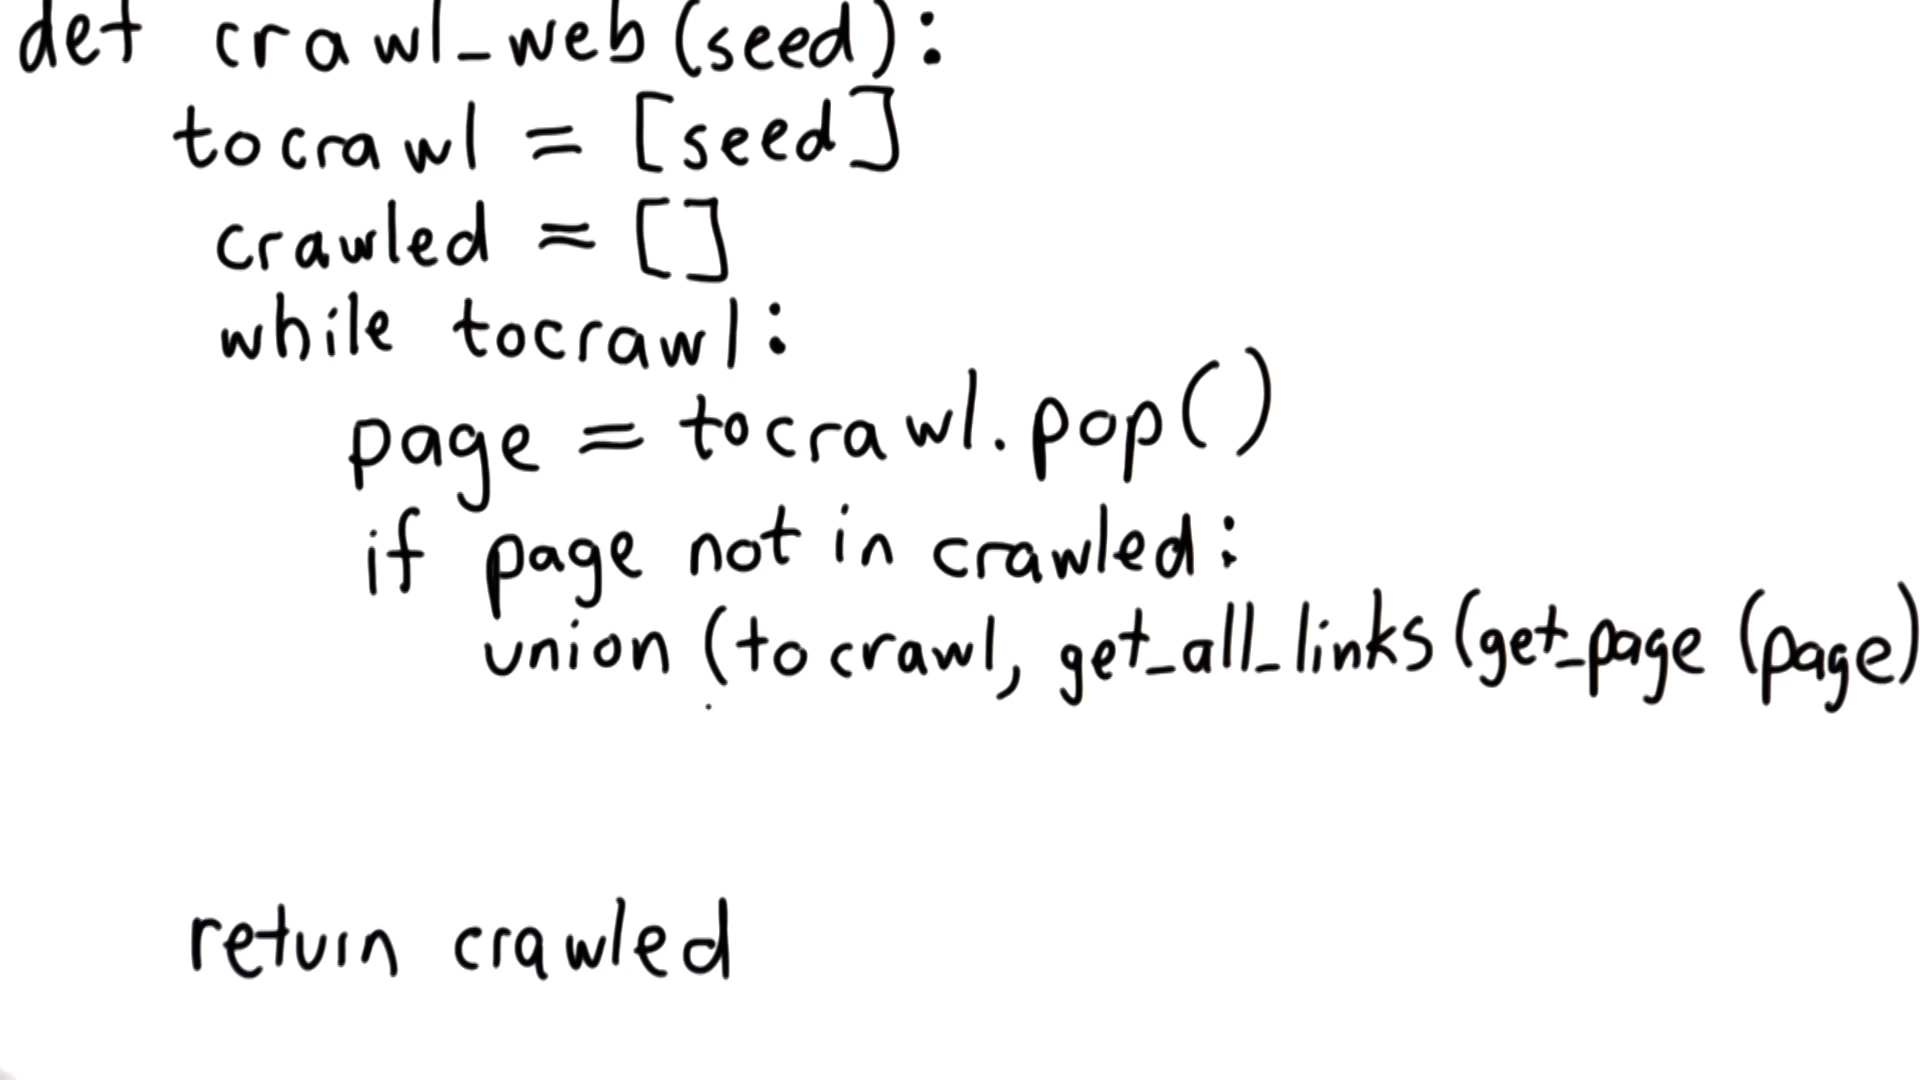 def crawl_web(seed):
tocrawl = [seed]
crawled = []
while tocrawl:
page = tocrawl.pop()
if page not in crawled:
union (tocrawl, get_all_links (get_page (page)
return crawled